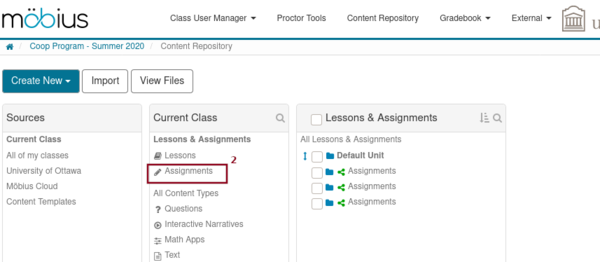 möbius
Class User Manager Proctor Tools Content Repository Gradebook External
Coop Program - Summer 2020 / Content Repository
Create New Import View Files
Sources
Current Class
All of my classes
University of Ottawa
Möbius Cloud
Content Templates
Current Class
Lessons & Assignments
Lessons
Assignments 2
All Content Types
Questions
Interactive Narratives
Math Apps
Text
Lessons & Assignments
All Lessons & Assignments
Default Unit
Assignments
Assignments
Assignments